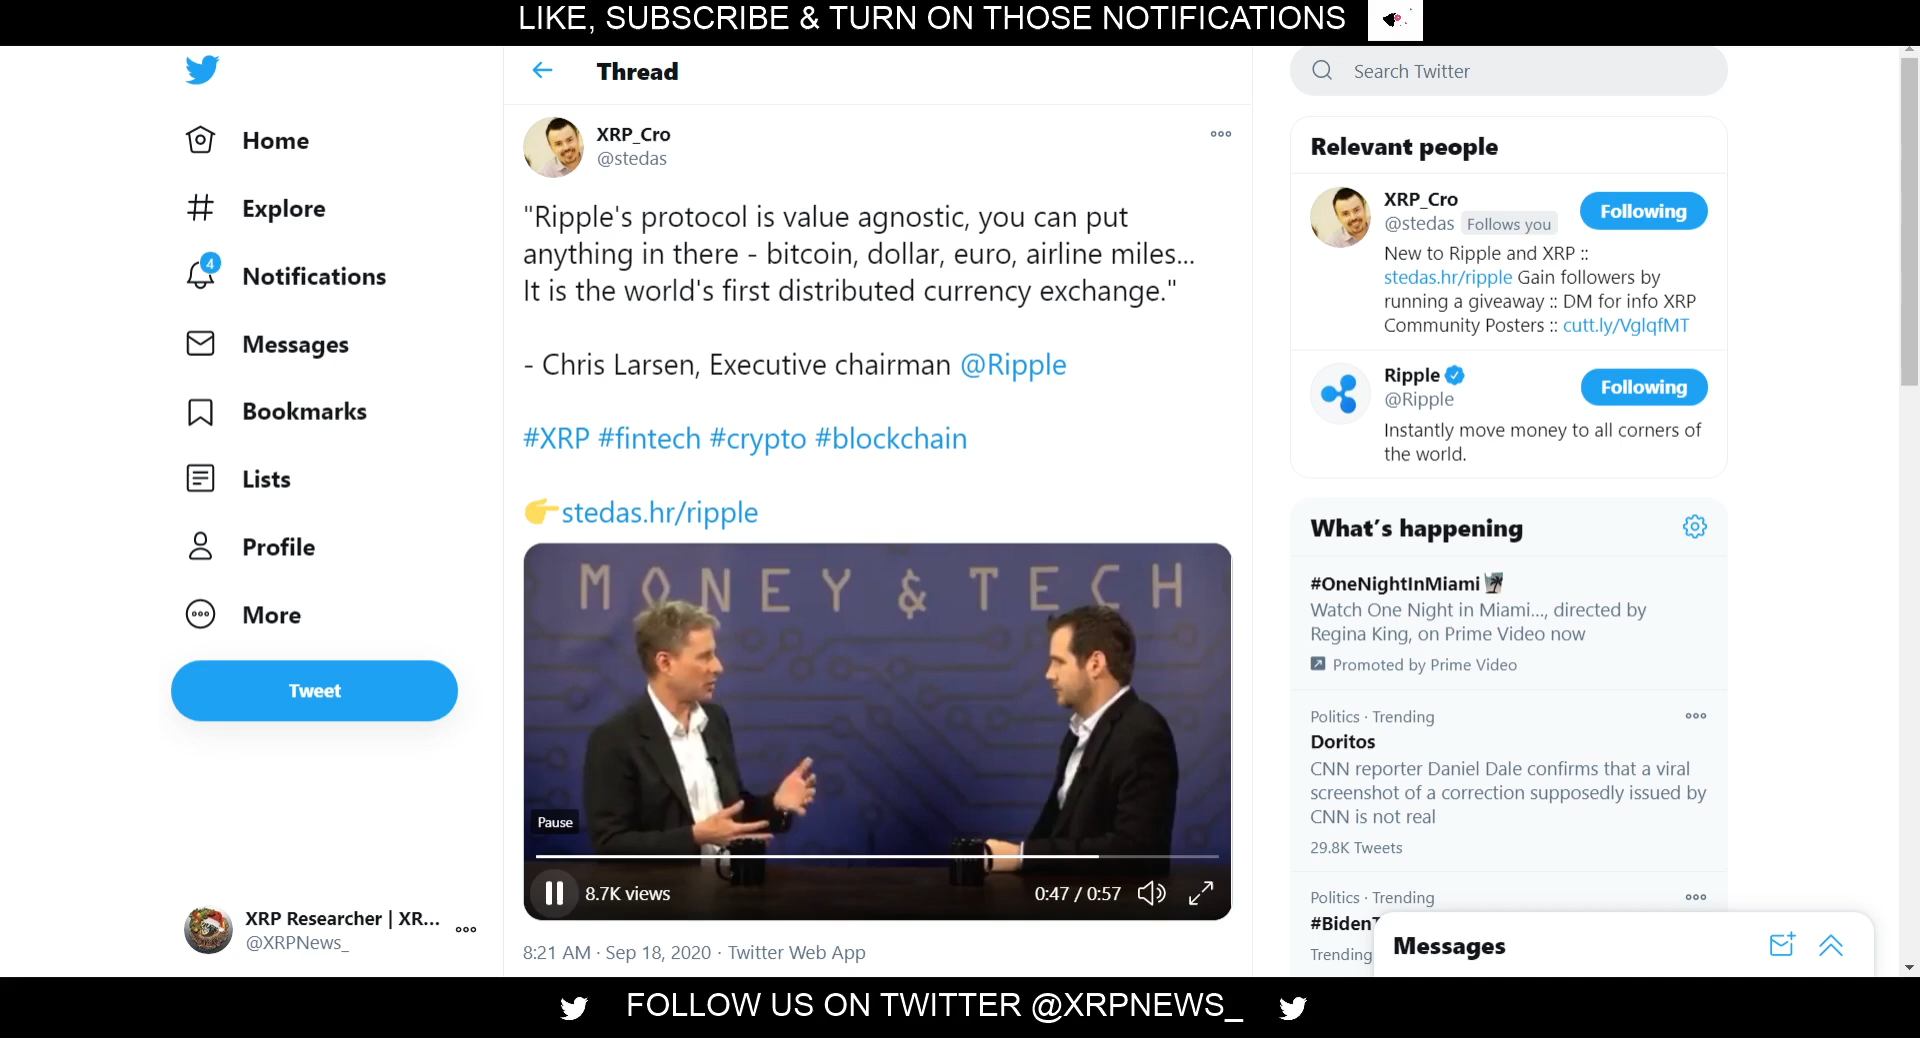 LIKE, SUBSCRIBE & TURN ON THOSE NOTIFICATIONS
Home
Explore
4
Notifications
Messages
Bookmarks
Lists
Profile
More
Tweet
XRP Researcher | XR...
@XRPNews_
Thread
XRP_Cro
@stedas
"Ripple's protocol is value agnostic, you can put
anything in there - bitcoin, dollar, euro, airline miles...
It is the world's first distributed currency exchange."
- Chris Larsen, Executive chairman @Ripple
#XRP #fintech #crypto #blockchain
stedas.hr/ripple
MONEY & TECH
Pause
8.7K views
0:47 / 0:57
8:21 AM · Sep 18, 2020 · Twitter Web App
Search Twitter
Relevant people
XRP_Cro
@stedas Follows you
Following
New to Ripple and XRP ::
stedas.hr/ripple Gain followers by
running a giveaway :: DM for info XRP
Community Posters :: cutt.ly/VglqfMT
Ripple
@Ripple
Following
Instantly move money to all corners of
the world.
What's happening
#OneNightInMiami
Watch One Night in Miami..., directed by
Regina King, on Prime Video now
Promoted by Prime Video
Politics · Trending
Doritos
CNN reporter Daniel Dale confirms that a viral
screenshot of a correction supposedly issued by
CNN is not real
29.8K Tweets
Politics · Trending
Trending
Messages
FOLLOW US ON TWITTER @XRPNEWS_